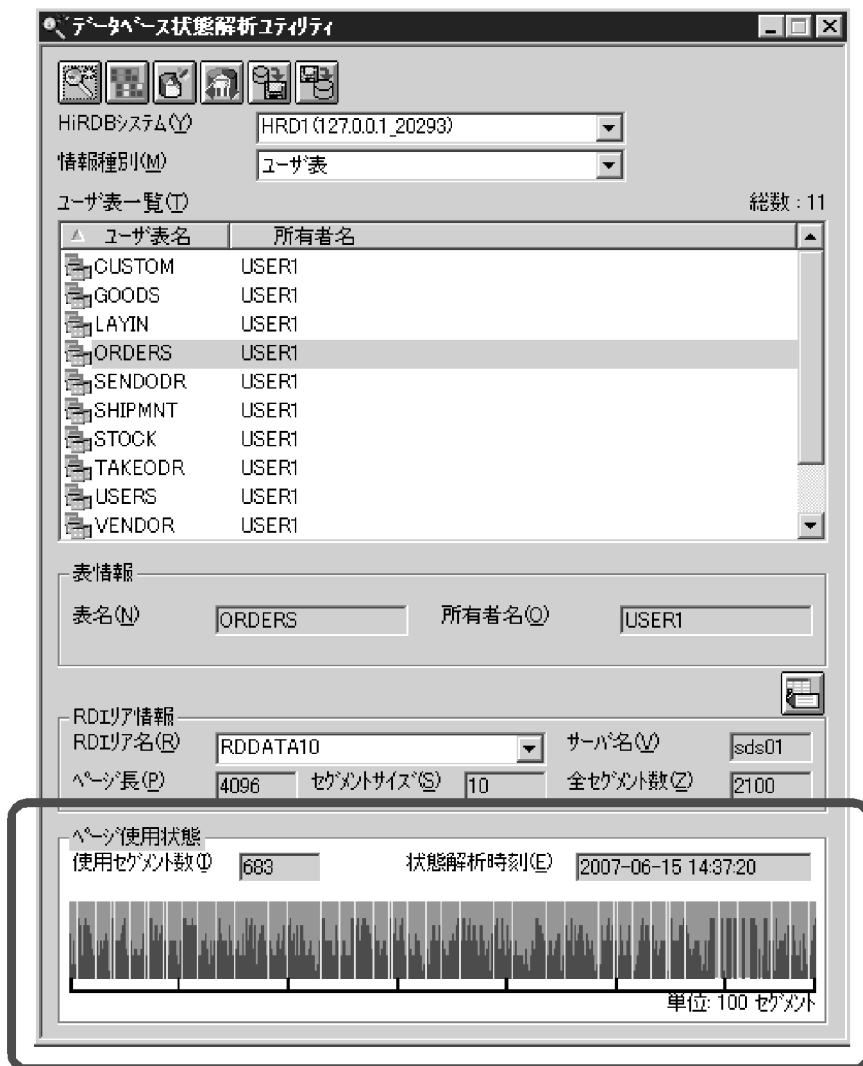 データベース状態解析ユティリティ
HiRDBシステム(Y) HRD1(127.0.0.1_20293)
情報種別(M) ユーザ表
ユーザ表一覧(T) 総数:11
ユーザ表名 所有者名
CUSTOM USER1
GOODS USER1
LAYIN USER1
ORDERS USER1
SENDODR USER1
SHIPMNT USER1
STOCK USER1
TAKEODR USER1
USERS USER1
VENDOR USER1
表情報
表名(N) ORDERS 所有者名(O) USER1
RDエリア情報
RDエリア名(R) RDDATA10 サーバ名(V) sds01
ページ長(P) 4096 セグメントサイズ(S) 10 全セグメント数(Z) 2100
ページ使用状態
使用セグメント数(I) 683 状態解析時刻(E) 2007-06-15 14:37:20
単位: 100 セグメント